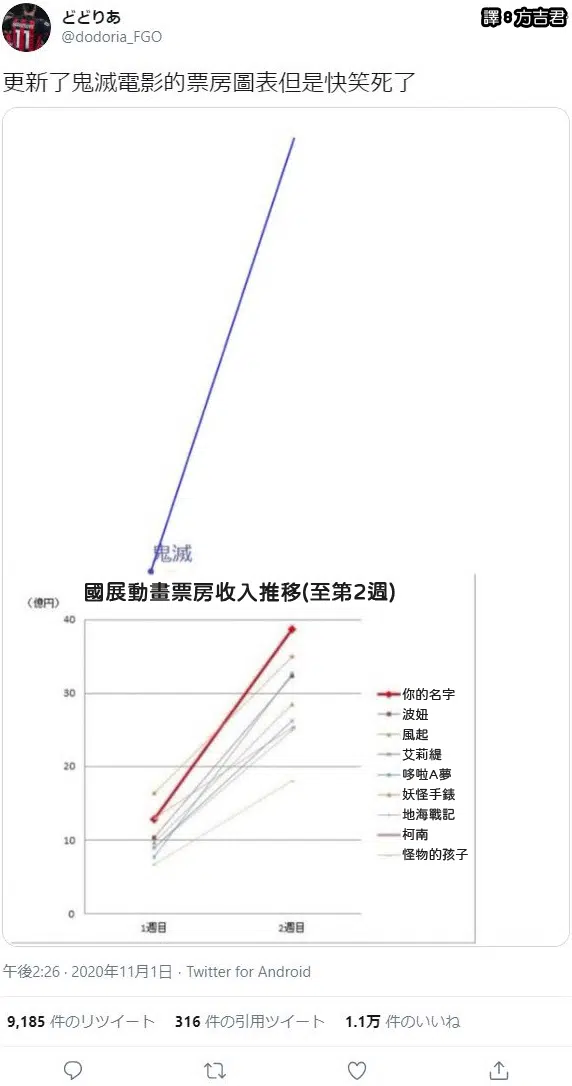 どどりあ
@dodoria_FGO
譯8方吉君
更新了鬼滅電影的票房圖表但是快笑死了
鬼滅
國展動畫票房收入推移(至第2週)
〈億円〉
40
30
20
10
0
1週目
2週目
你的名字
波妞
風起
艾莉緹
哆啦A夢
妖怪手錶
地海戰記
柯南
怪物的孩子
午後2:26 · 2020年11月1日 · Twitter for Android
9,185 件のリツイート 316 件の引用ツイート 1.1万 件のいいね